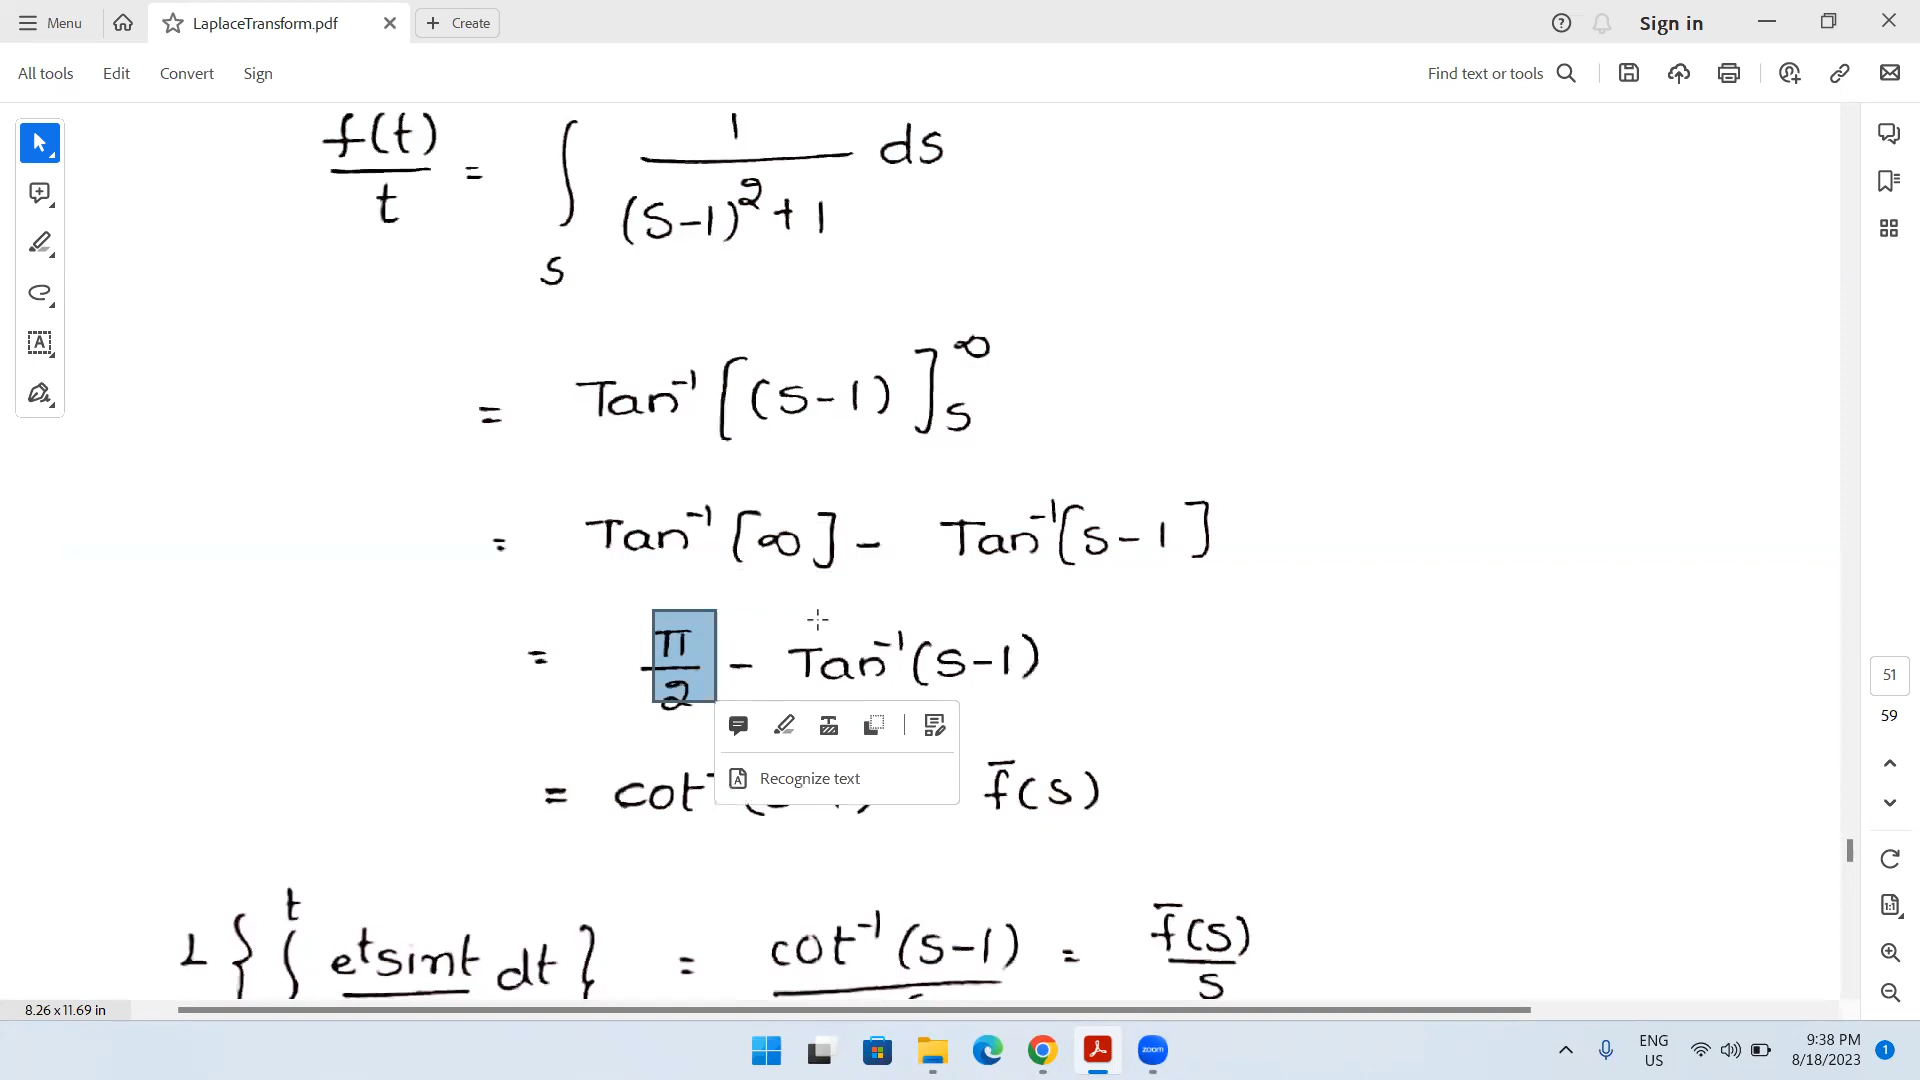 Menu LaplaceTransform.pdf Create Sign in
All tools Edit Convert Sign Find text or tools
f(t)/t = ∫ s 1/((s-1)²+1) ds
= Tan⁻¹[(s-1)]_s^∞
= Tan⁻¹[∞] - Tan⁻¹[s-1]
= π/2 - Tan⁻¹(s-1)
Recognize text
= cot⁻ f̄(s)
L{∫ t e^t sint dt} = cot⁻¹(s-1) = f̄(s)/s
51
59
1:1
8.26 x 11.69 in
zoom
ENG
US
9:38 PM
8/18/2023
1